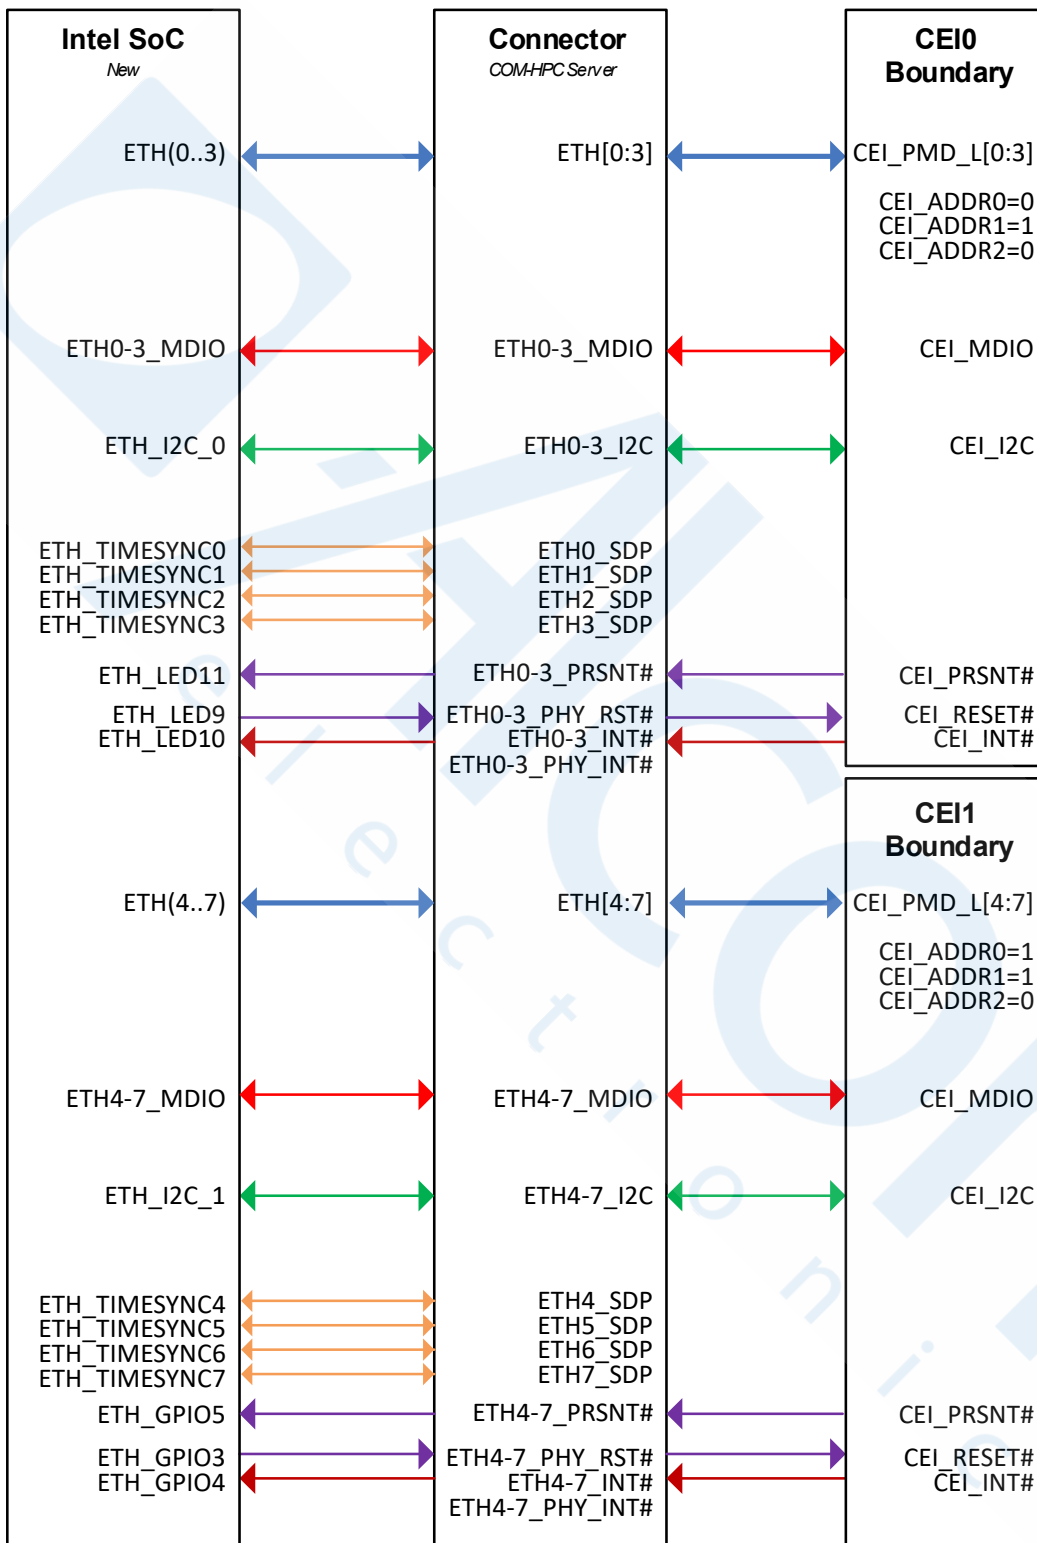 Intel SoC
New
Connector
COM-HPC Server
CEI0
Boundary
ETH(0..3)
ETH[0:3]
CEI_PMD_L[0:3]
CEI_ADDR0=0
CEI_ADDR1=1
CEI_ADDR2=0
ETH0-3_MDIO
ETH0-3_MDIO
CEI_MDIO
ETH_I2C_0
ETH0-3_I2C
CEI_I2C
ETH_TIMESYNC0
ETH0_SDP
ETH_TIMESYNC1
ETH1_SDP
ETH_TIMESYNC2
ETH2_SDP
ETH_TIMESYNC3
ETH3_SDP
ETH_LED11
ETH0-3_PRSNT#
CEI_PRSNT#
ETH_LED9
ETH0-3_PHY_RST#
CEI_RESET#
ETH_LED10
ETH0-3_INT#
CEI_INT#
ETH0-3_PHY_INT#
CEI1
Boundary
ETH(4..7)
ETH[4:7]
CEI_PMD_L[4:7]
CEI_ADDR0=1
CEI_ADDR1=1
CEI_ADDR2=0
ETH4-7_MDIO
ETH4-7_MDIO
CEI_MDIO
ETH_I2C_1
ETH4-7_I2C
CEI_I2C
ETH_TIMESYNC4
ETH4_SDP
ETH_TIMESYNC5
ETH5_SDP
ETH_TIMESYNC6
ETH6_SDP
ETH_TIMESYNC7
ETH7_SDP
ETH_GPIO5
ETH4-7_PRSNT#
CEI_PRSNT#
ETH_GPIO3
ETH4-7_PHY_RST#
CEI_RESET#
ETH_GPIO4
ETH4-7_INT#
CEI_INT#
ETH4-7_PHY_INT#
electronic